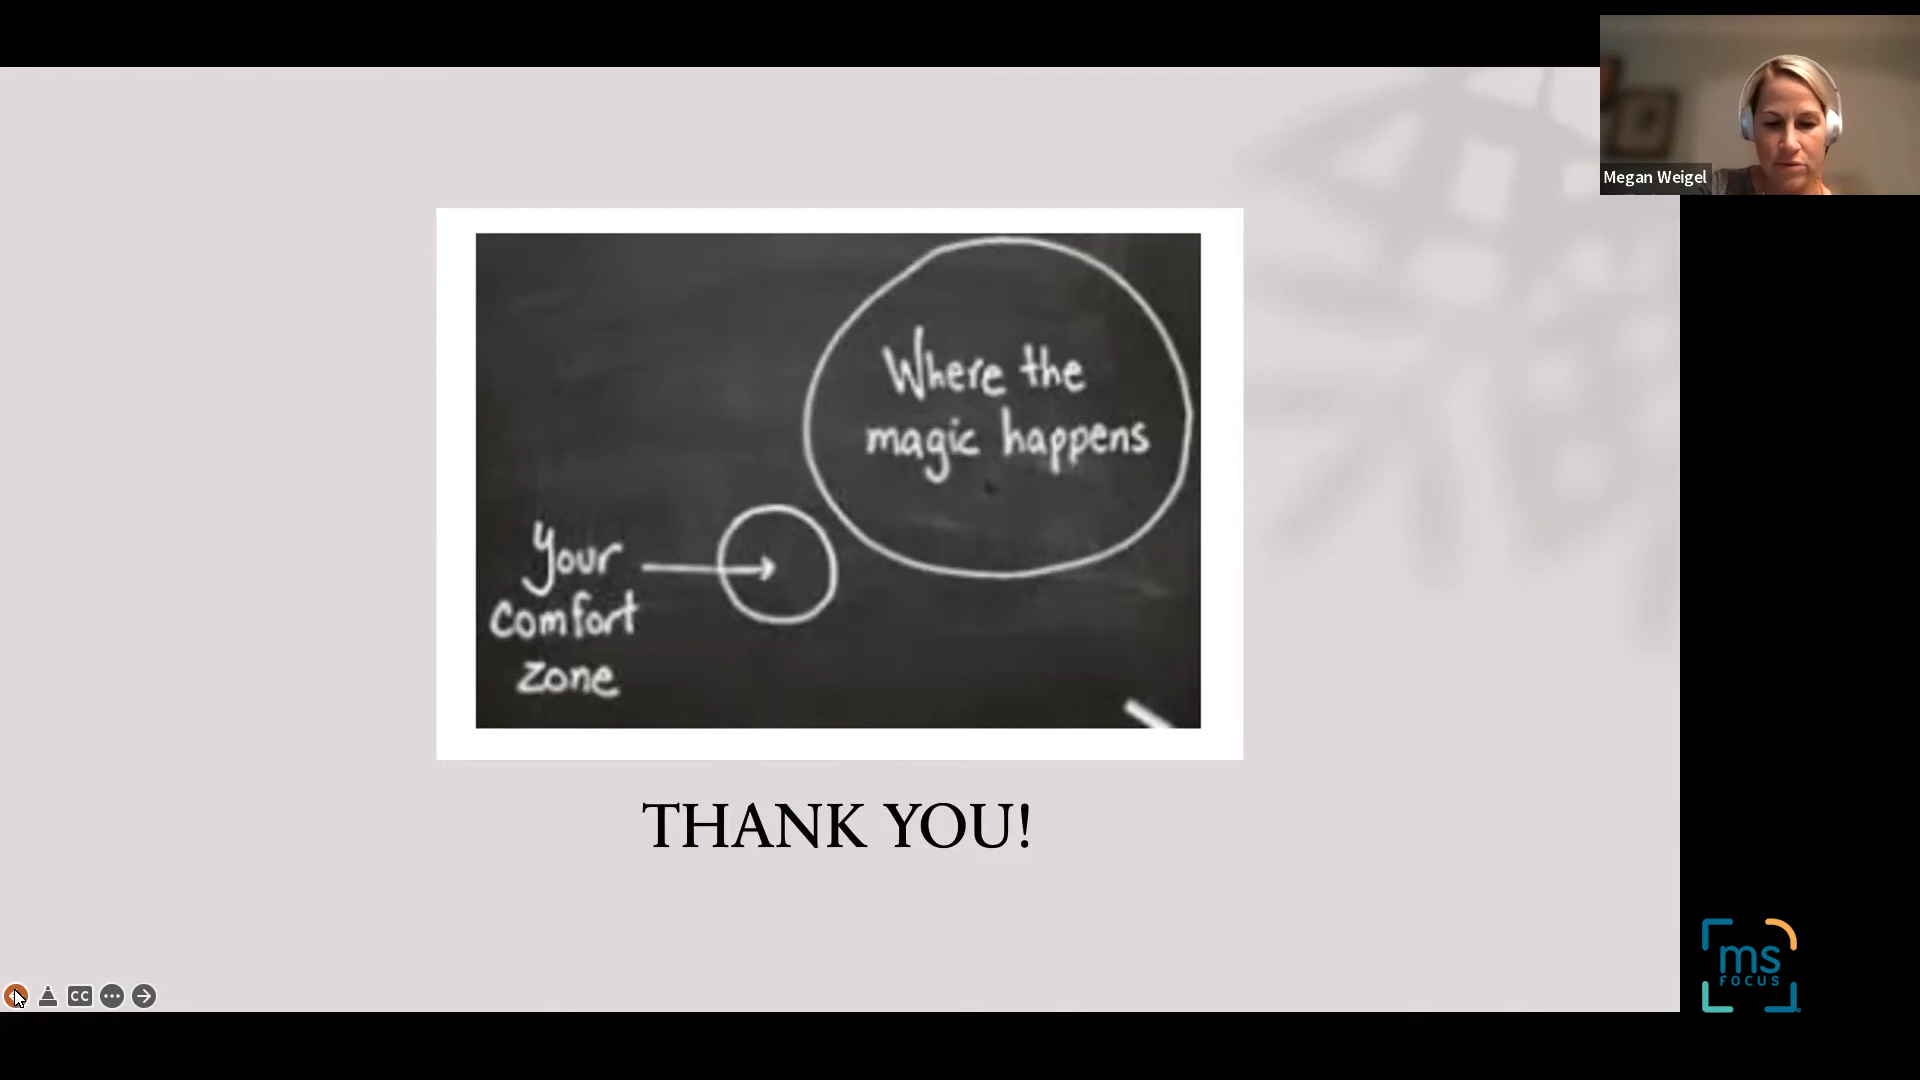 Megan Weigel
Where the
magic happens
Your
comfort
zone
THANK YOU!
CC
ms
FOCUS